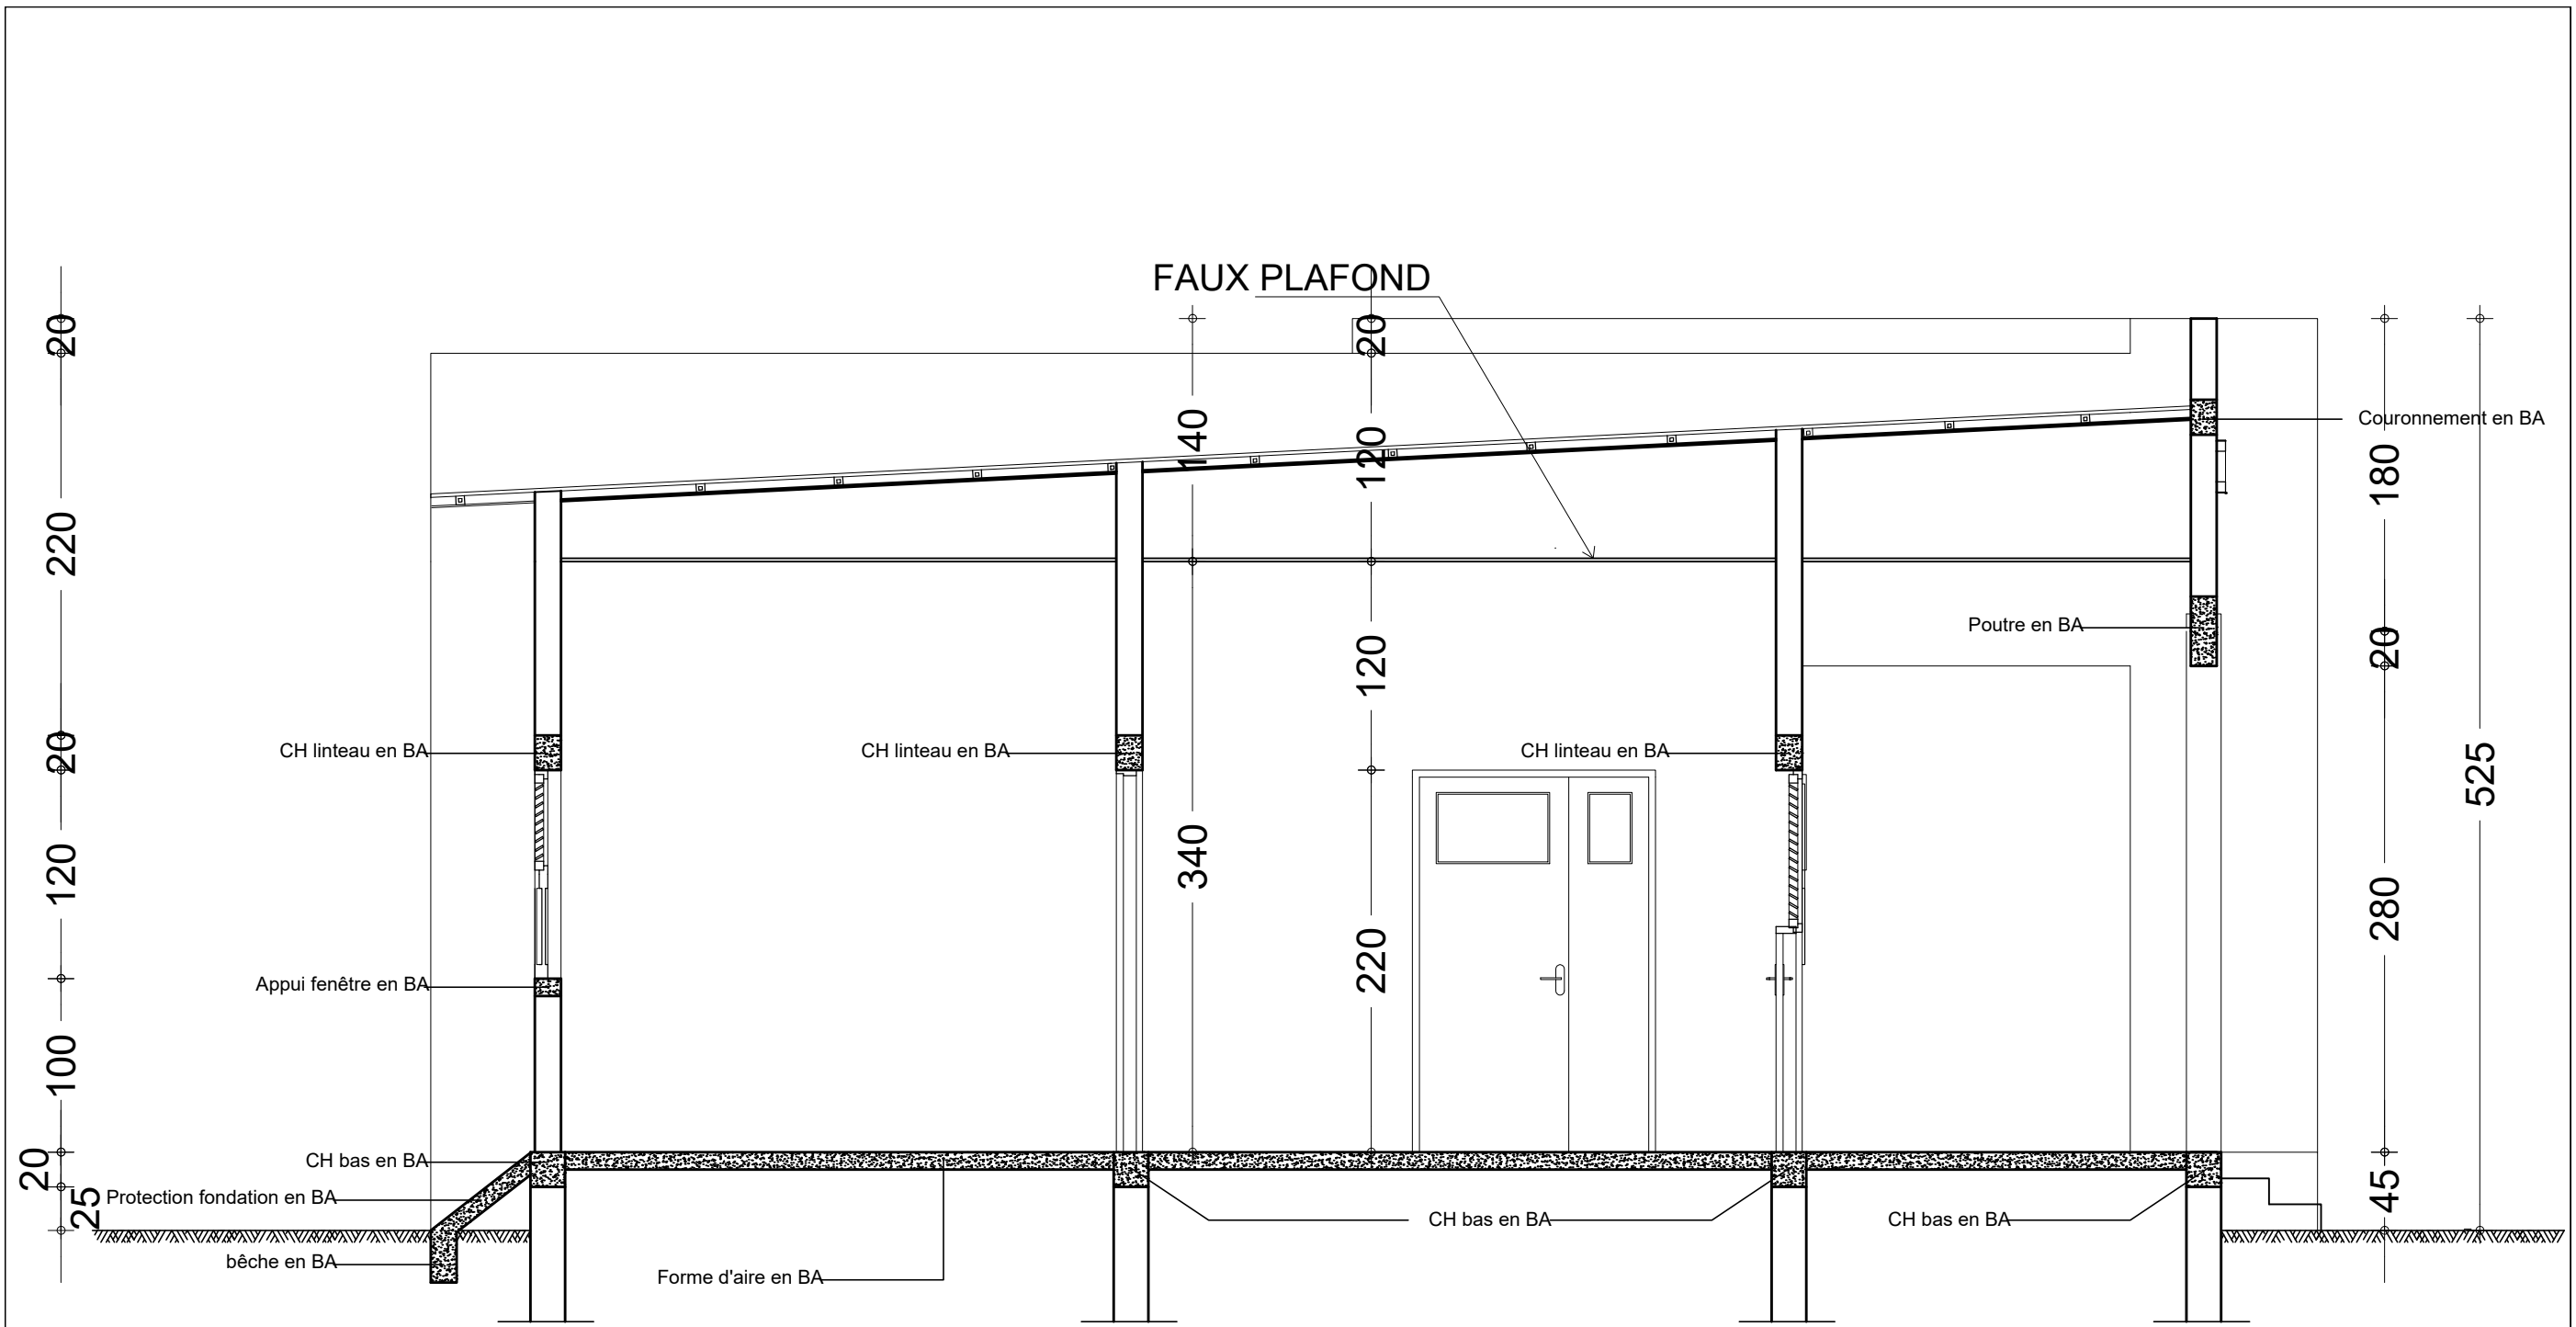 FAUX PLAFOND
20
20
140
120
220
180
Couronnement en BA
120
20
Poutre en BA
20
CH linteau en BA
CH linteau en BA
CH linteau en BA
525
120
340
280
220
Appui fenêtre en BA
100
20
CH bas en BA
25
Protection fondation en BA
45
CH bas en BA
CH bas en BA
bêche en BA
Forme d'aire en BA